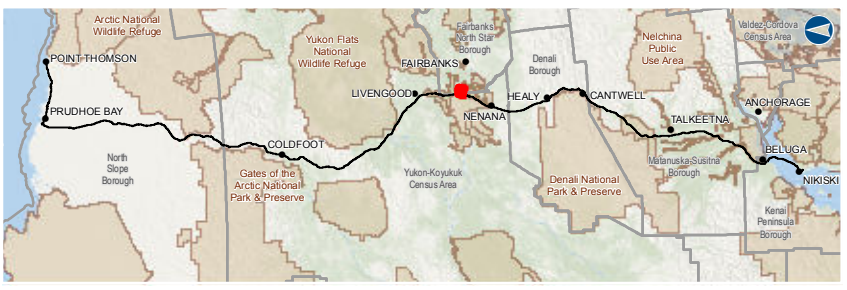 Arctic National
Wildlife Refuge
POINT THOMSON
PRUDHOE BAY
North
Slope
Borough
COLDFOOT
Gates of the
Arctic National
Park & Preserve
Yukon Flats
National
Wildlife Refuge
LIVENGOOD
Fairbanks
North Star
Borough
FAIRBANKS
NENANA
Yukon-Koyukuk
Census Area
Denali
Borough
HEALY
CANTWELL
Denali National
Park & Preserve
Nelchina
Public
Use Area
TALKEETNA
Matanuska-Susitna
Borough
Valdez-Cordova
Census Area
ANCHORAGE
BELUGA
NIKISKI
Kenai
Peninsula
Borough